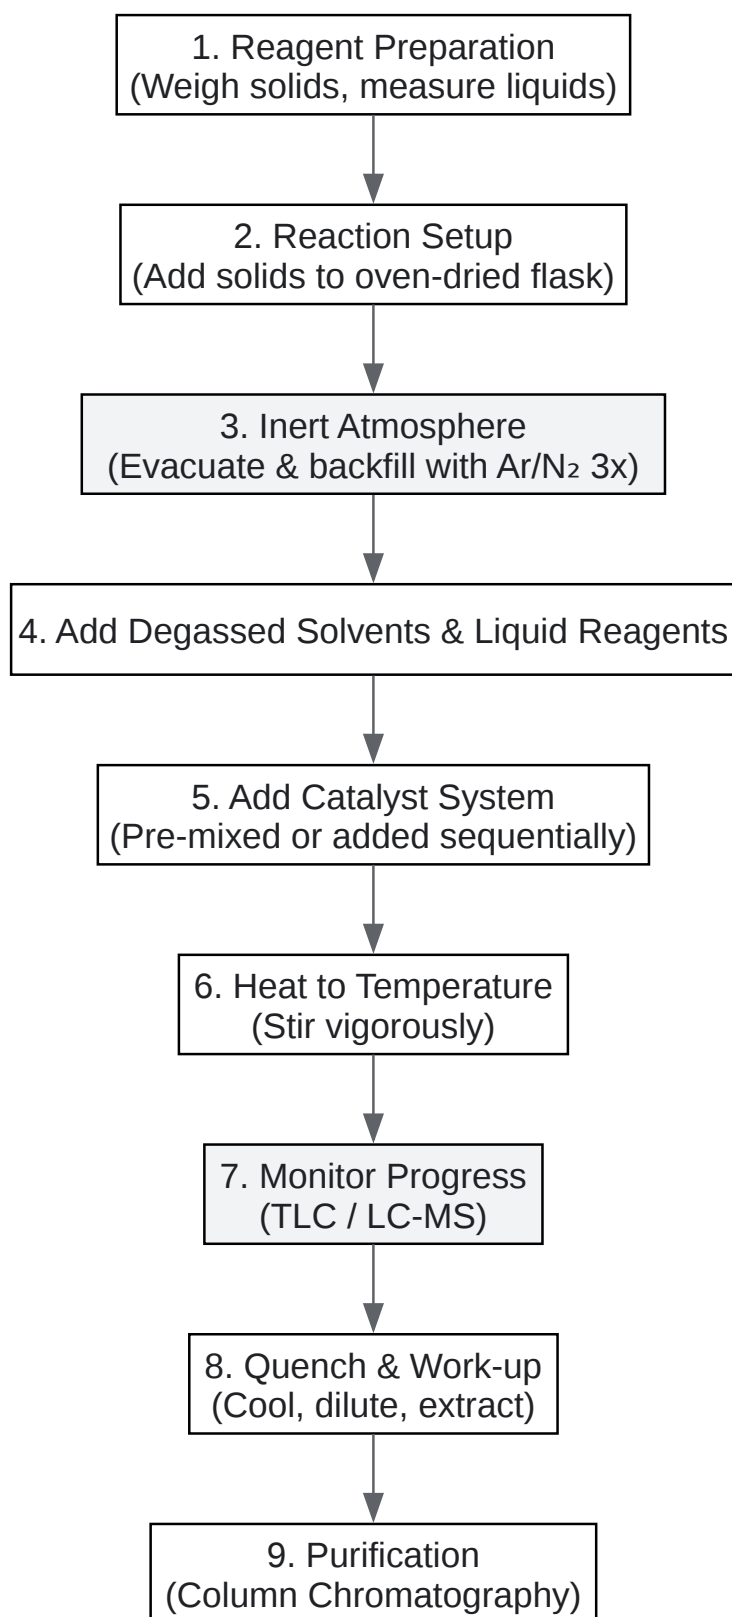 1. Reagent Preparation
(Weigh solids, measure liquids)
2. Reaction Setup
(Add solids to oven-dried flask)
3. Inert Atmosphere
(Evacuate & backfill with Ar/N₂ 3x)
4. Add Degassed Solvents & Liquid Reagents
5. Add Catalyst System
(Pre-mixed or added sequentially)
6. Heat to Temperature
(Stir vigorously)
7. Monitor Progress
(TLC / LC-MS)
8. Quench & Work-up
(Cool, dilute, extract)
9. Purification
(Column Chromatography)